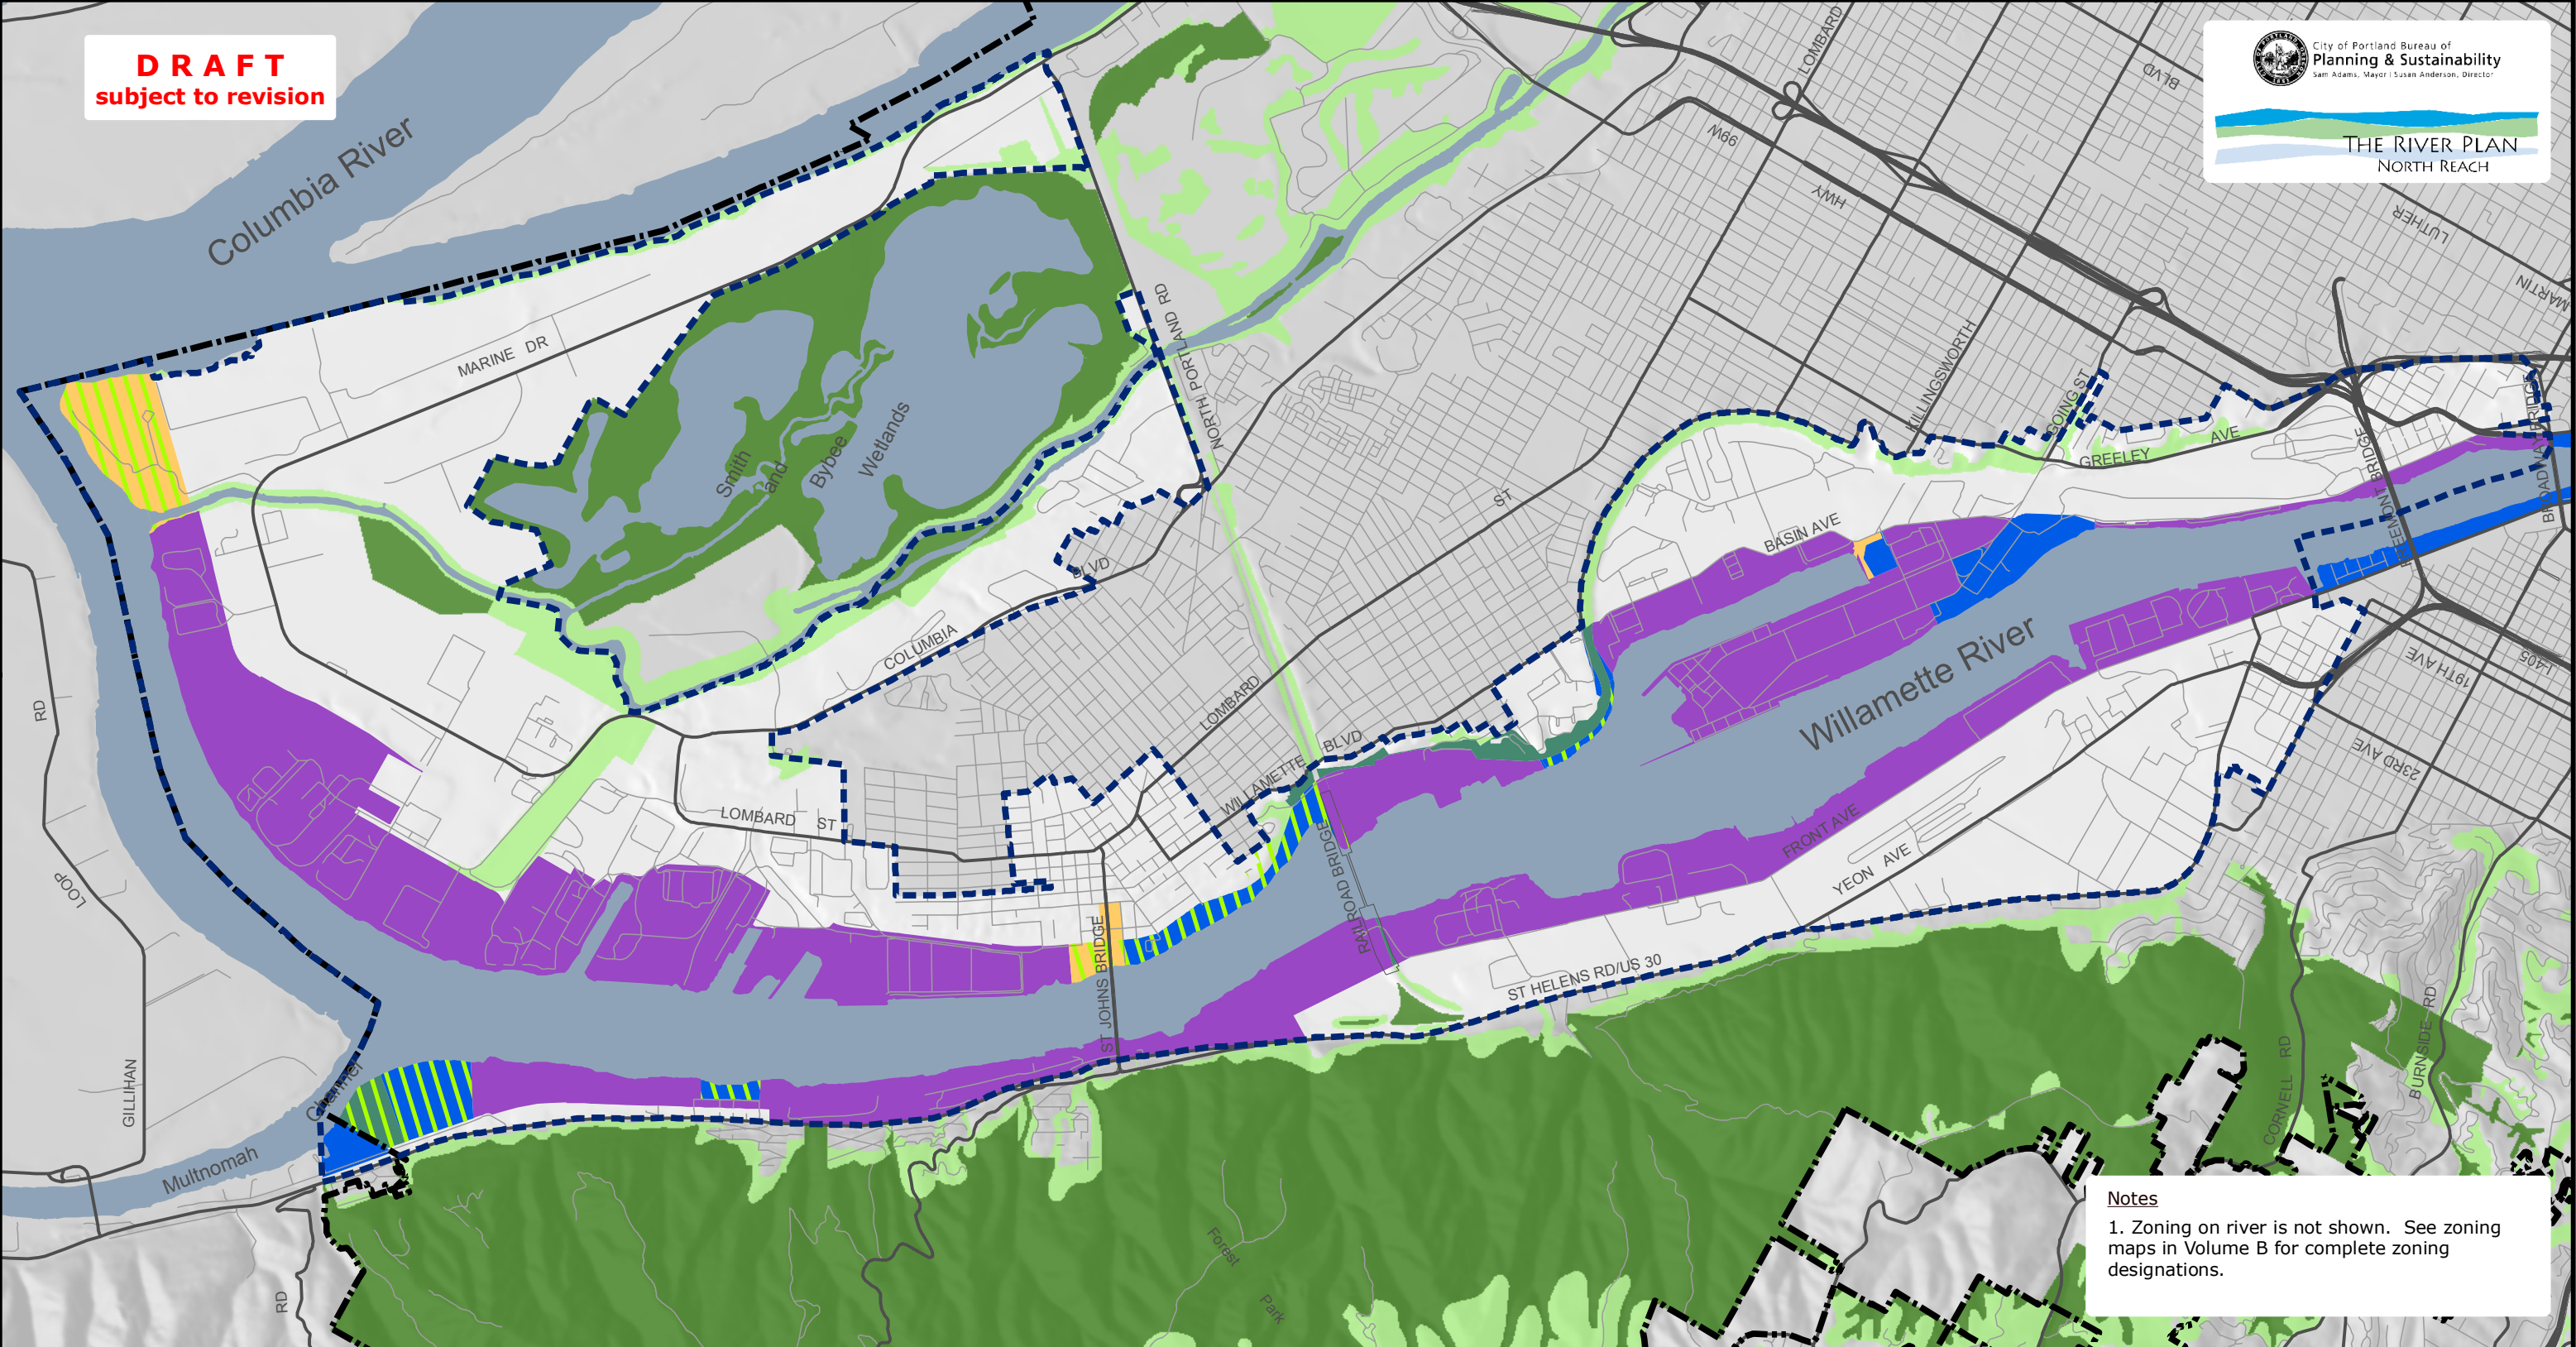 D R A F T
subject to revision
City of Portland Bureau of
Planning & Sustainability
Sam Adams, Mayor | Susan Anderson, Director
THE RIVER PLAN
NORTH REACH
Columbia River
LOMBARD
BLVD
99W
HWY
LUTHER
MARTIN
MARINE DR
NORTH PORTLAND RD
KILLINGSWORTH
GOING ST
GREELEY AVE
FREEMONT BRIDGE
BROADWAY BRIDGE
Smith
and
Bybee
Wetlands
ST
BASIN AVE
BLVD
COLUMBIA
LOMBARD
Willamette River
I-405
19TH AVE
23RD AVE
RD
BLVD
WILLAMETTE
LOMBARD ST
RAILROAD BRIDGE
FRONT AVE
YEON AVE
LOOP
ST JOHNS BRIDGE
ST HELENS RD/US 30
GILLIHAN
Channel
Multnomah
BURNSIDE RD
CORNELL RD
RD
Forest
Park
Notes
1. Zoning on river is not shown. See zoning
maps in Volume B for complete zoning
designations.